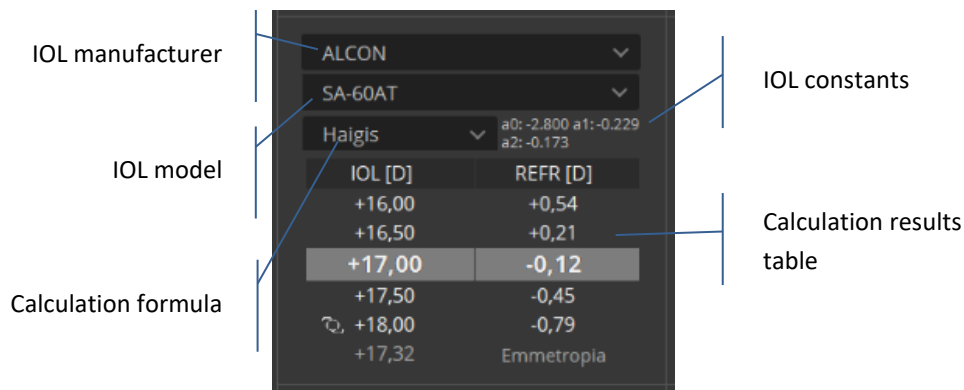 IOL manufacturer
IOL model
Calculation formula
ALCON
SA-60AT
Haigis
a0: -2.800 a1: -0.229
a2: -0.173
IOL [D] REFR [D]
+16,00 +0,54
+16,50 +0,21
+17,00 -0,12
+17,50 -0,45
+18,00 -0,79
+17,32 Emmetropia
IOL constants
Calculation results
table